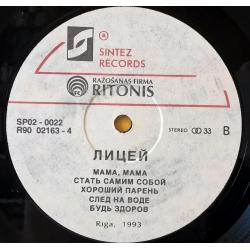 ®
SINTEZ
RECORDS
RAŽOŠANAS FIRMA
RITONIS
SP02-0022
R90 02163-4
STEREO 33 B
ЛИЦЕЙ
МАМА, МАМА
СТАТЬ САМИМ СОБОЙ
ХОРОШИЙ ПАРЕНЬ
СЛЕД НА ВОДЕ
БУДЬ ЗДОРОВ
Rīga, 1993